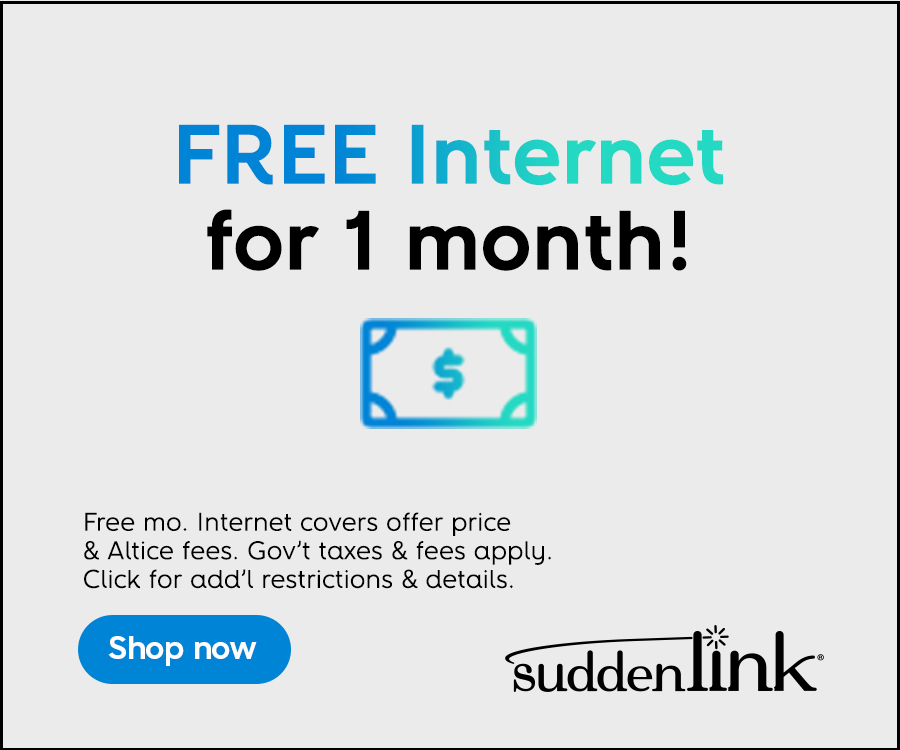 FREE Internet
for 1 month!
$
Free mo. Internet covers offer price
& Altice fees. Gov't taxes & fees apply.
Click for add'l restrictions & details.
Shop now
suddenlink®